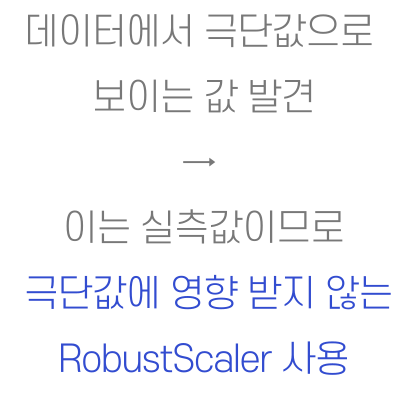 데이터에서 극단값으로
보이는 값 발견
→
이는 실측값이므로
극단값에 영향 받지 않는
RobustScaler 사용